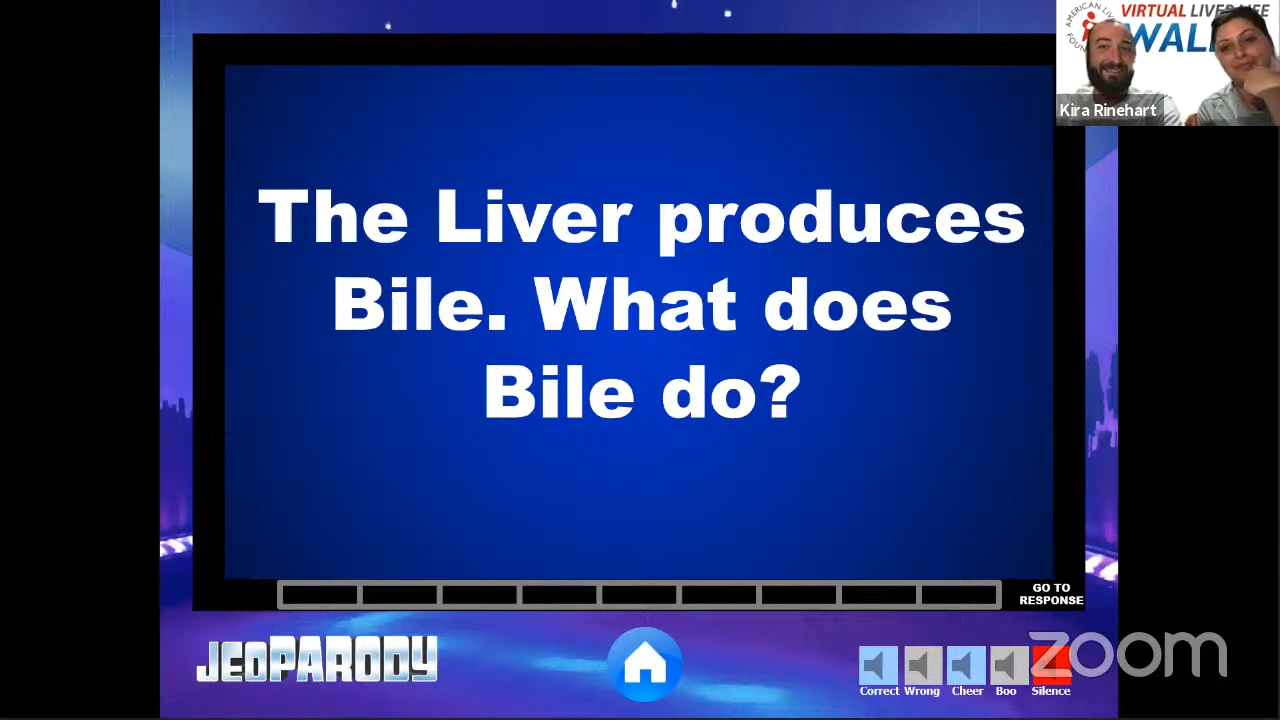 VIRTUAL LIVER LIFE
WALK
AMERICAN
Kira Rinehart
The Liver produces
Bile. What does
Bile do?
GO TO
RESPONSE
JEOPARODY
zoom
Correct Wrong Cheer Boo Silence